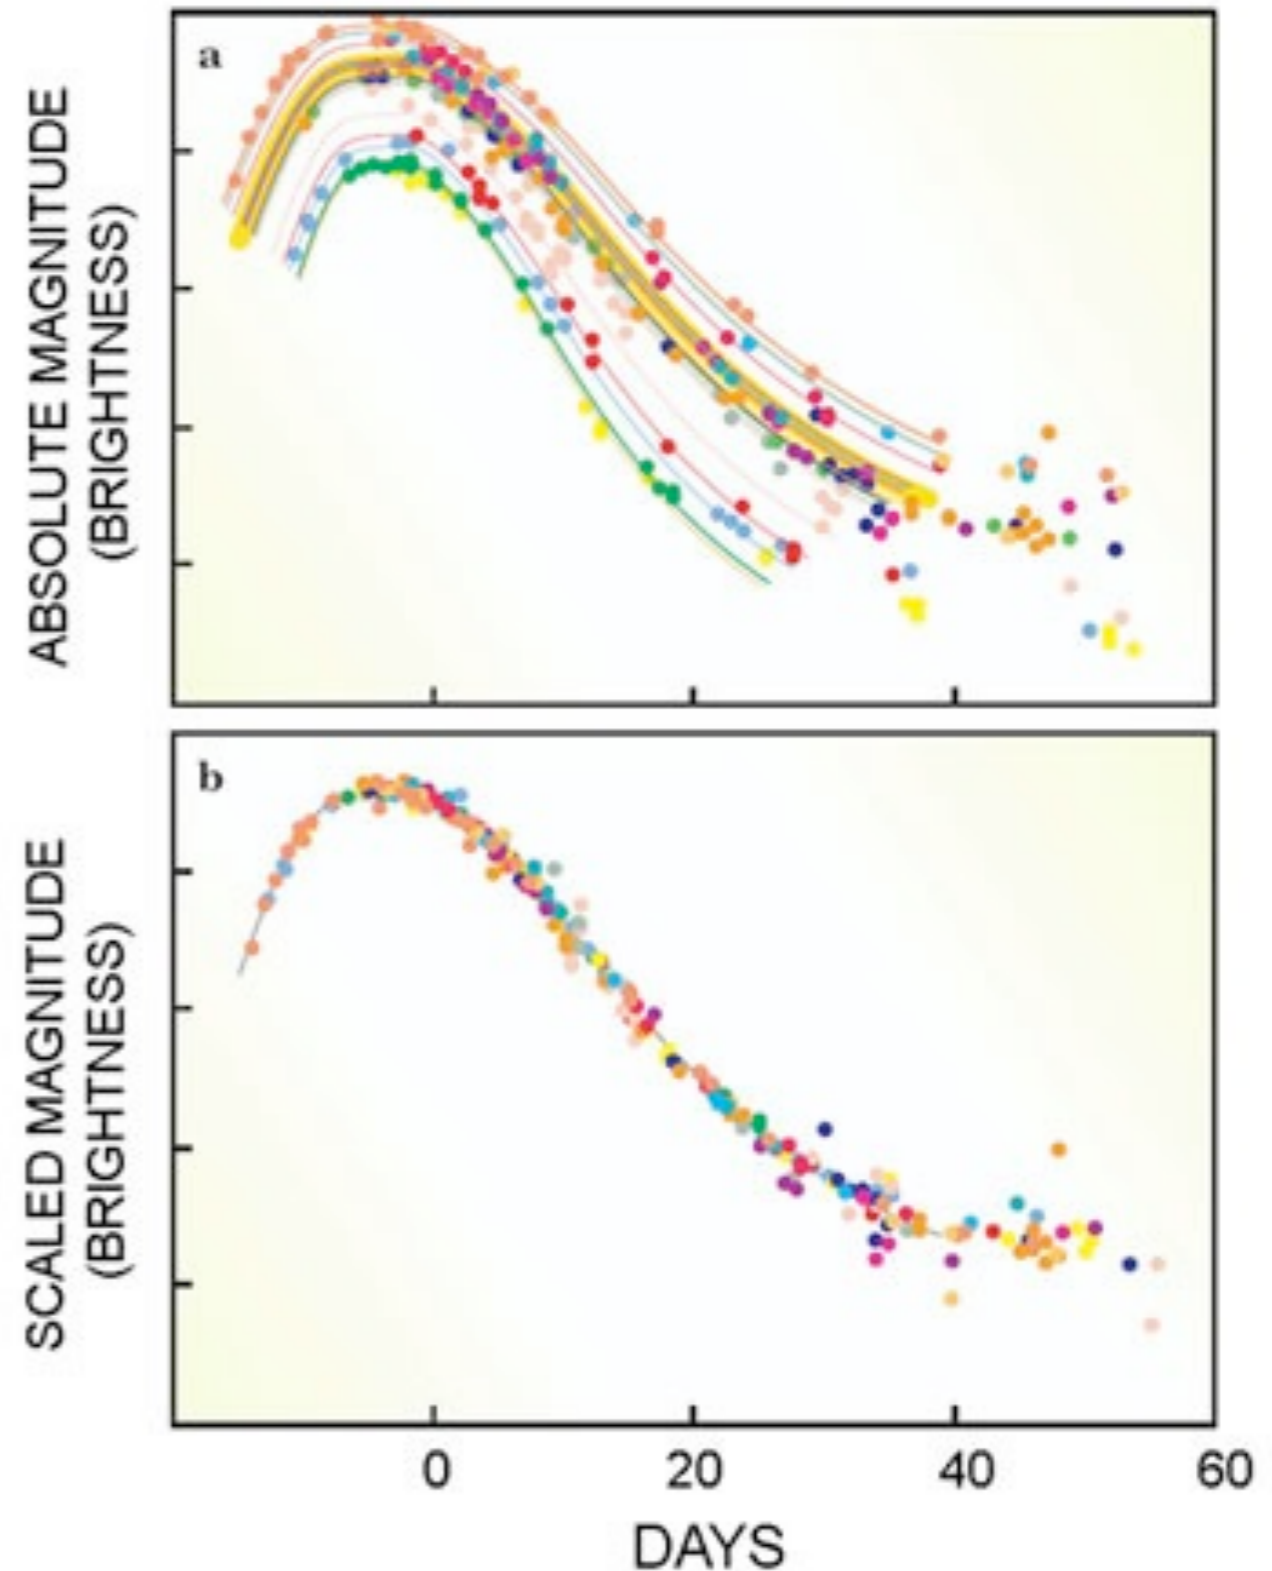 a
ABSOLUTE MAGNITUDE
(BRIGHTNESS)
b
SCALED MAGNITUDE
(BRIGHTNESS)
0 20 40 60
DAYS